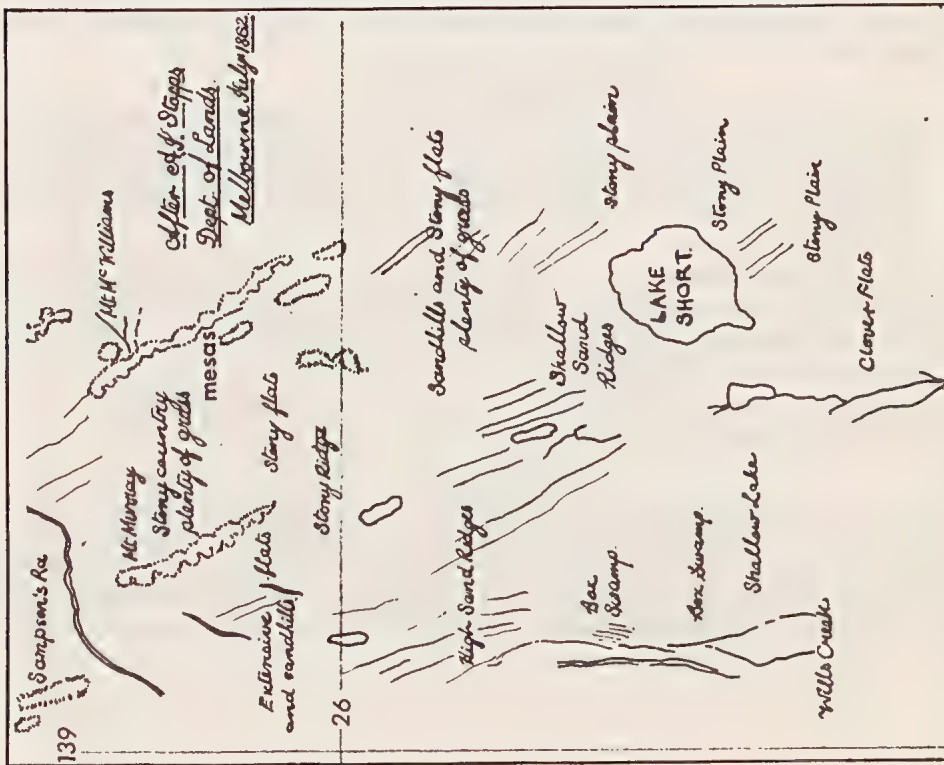 139
Sampson's Ra
Mt McWilliams
After A.J. Stapps
Dept. of Lands.
Melbourne July 1862.
Mt Murray
Stony country
plenty of grass
mesas
Extensive flats
and sandhills
Stony flats
Stony Ridge
26
High Sand Ridges
Sandhills and Stony flats
plenty of grass
Box
Swamp.
Shallow
Sand
Ridges
Stony plain
LAKE
SHORT.
Box Swamp.
Stony Plain
Shallow Lake
Stony Plain
Wills Creek
Clover Flats